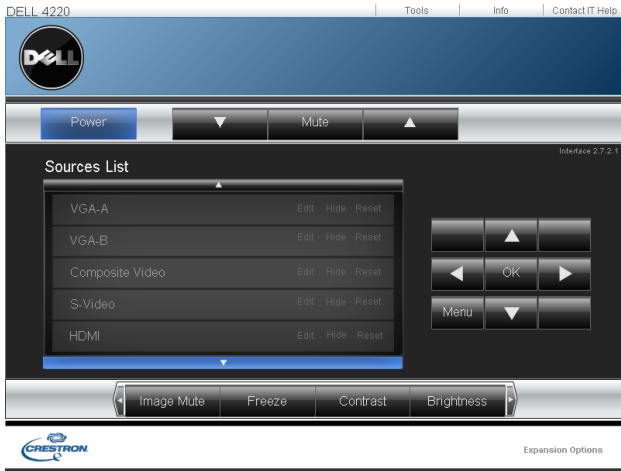 DELL 4220
Tools
Info
Contact IT Help
DELL
Power
Mute
Interface 2.7.2.1
Sources List
VGA-A Edit Hide Reset
VGA-B Edit Hide Reset
Composite Video Edit Hide Reset
S-Video Edit Hide Reset
HDMI Edit Hide Reset
OK
Menu
Image Mute
Freeze
Contrast
Brightness
CRESTRON
Expansion Options